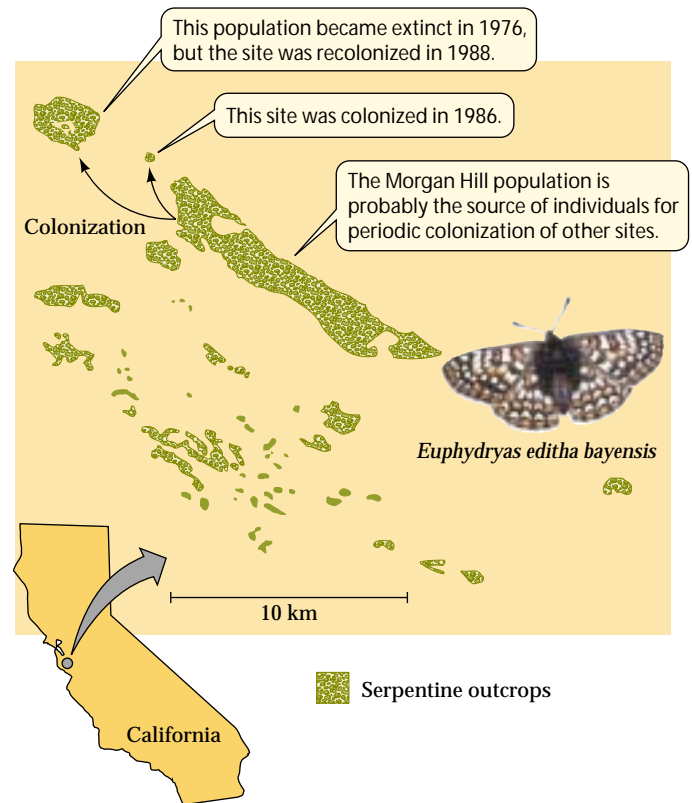 This population became extinct in 1976,
but the site was recolonized in 1988.
This site was colonized in 1986.
The Morgan Hill population is
probably the source of individuals for
periodic colonization of other sites.
Colonization
Euphydryas editha bayensis
10 km
Serpentine outcrops
California